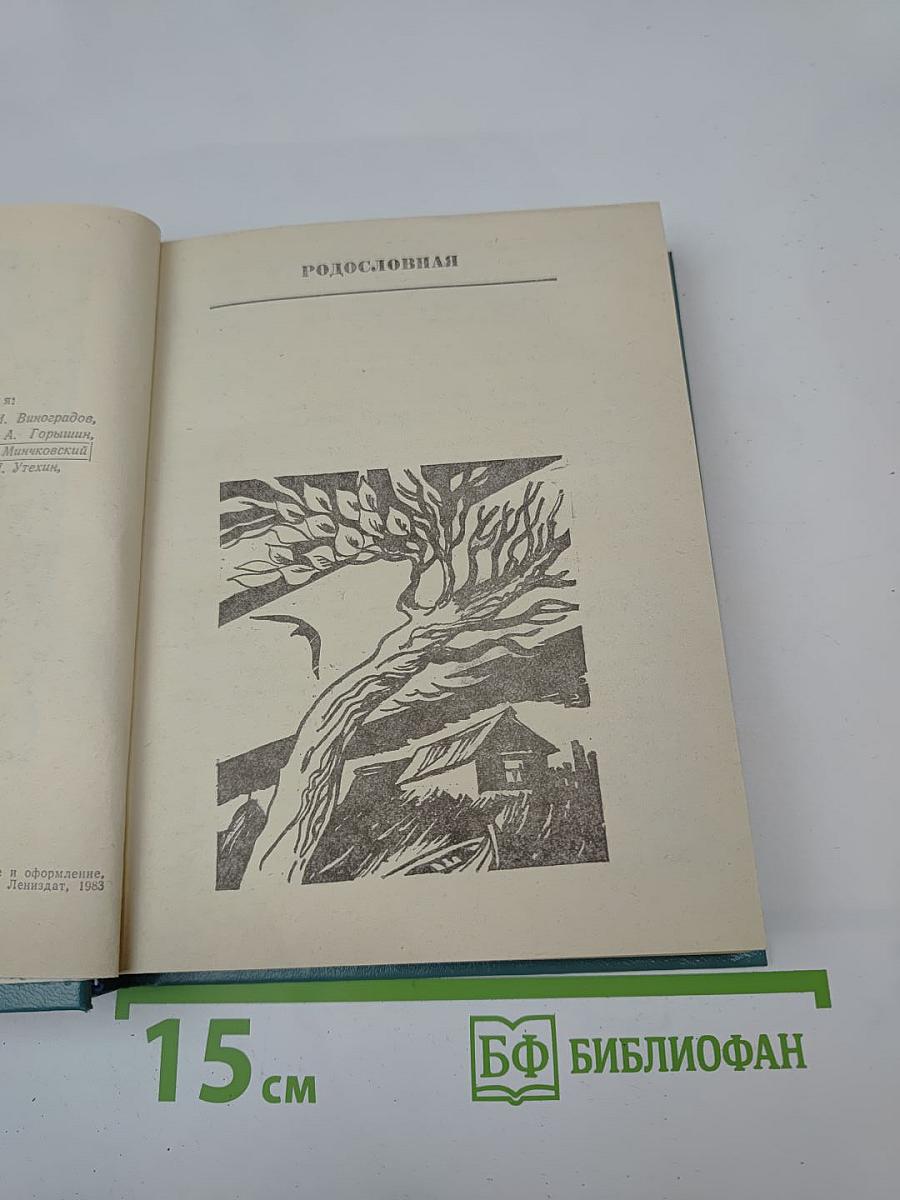 я:
И. Виноградов,
А. Горышин,
Минчковский
Утехин,
е и оформление,
Лениздат, 1983
РОДОСЛОВНАЯ
15 см
БФ БИБЛИОФАН